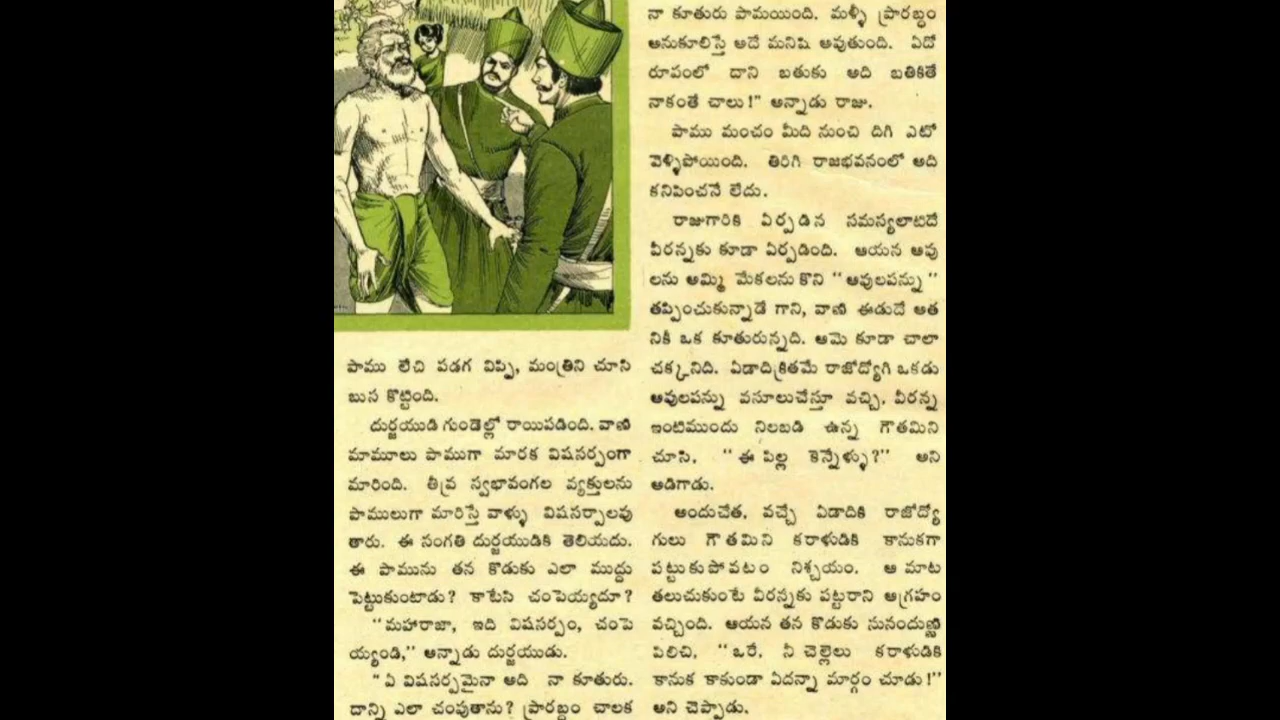 పాము లేచి పడగ విప్పి, మంత్రిని చూసి
బుస కొట్టింది.
దుర్జయుడి గుండెల్లో రాయిపడింది. వాణి
మామూలు పాముగా మారక విషసర్పంగా
మారింది. తీవ్ర స్వభావంగల వ్యక్తులను
పాములుగా మారిస్తే వాళ్ళు విషసర్పాలవు
తారు. ఈ సంగతి దుర్జయుడికి తెలియదు.
ఈ పామును తన కొడుకు ఎలా ముద్దు
పెట్టుకుంటాడు? కాటేసి చంపెయ్యదూ?
"మహారాజా, ఇది విషసర్పం, చంపె
య్యండి," అన్నాడు దుర్జయుడు.
"ఏ విషసర్పమైనా అది నా కూతురు.
దాన్ని ఎలా చంపుతాను? ప్రారబ్ధం చాలక
నా కూతురు పామయింది. మళ్ళీ ప్రారబ్ధం
అనుకూలిస్తే అదే మనిషి అవుతుంది. ఏదో
రూపంలో దాని బతుకు అది బతికితే
నాకంతే చాలు!" అన్నాడు రాజు.
పాము మంచం మీది నుంచి దిగి ఎటో
వెళ్ళిపోయింది. తిరిగి రాజభవనంలో అది
కనిపించనే లేదు.
రాజుగారికి ఏర్పడిన సమస్యలాటిదే
వీరన్నకు కూడా ఏర్పడింది. ఆయన ఆవు
లను అమ్మి మేకలను కొని "ఆవులపన్ను"
తప్పించుకున్నాడే గాని, వాణి ఈడుదే అత
నికీ ఒక కూతురున్నది. ఆమె కూడా చాలా
చక్కనిది. ఏడాదిక్రితమే రాజోద్యోగి ఒకడు
ఆవులపన్ను వసూలుచేస్తూ వచ్చి, వీరన్న
ఇంటిముందు నిలబడి ఉన్న గౌతమిని
చూసి, "ఈ పిల్ల కెన్నేళ్ళు?" అని
అడిగాడు.
అందుచేత, వచ్చే ఏడాదికి రాజోద్యో
గులు గౌతమిని కరాళుడికి కానుకగా
పట్టుకుపోవటం నిశ్చయం. ఆ మాట
తలుచుకుంటే వీరన్నకు పట్టరాని ఆగ్రహం
వచ్చింది. ఆయన తన కొడుకు సునందుణ్ణి
పిలిచి, "ఒరే, నీ చెల్లెలు కరాళుడికి
కానుక కాకుండా ఏదన్నా మార్గం చూడు!"
అని చెప్పాడు.